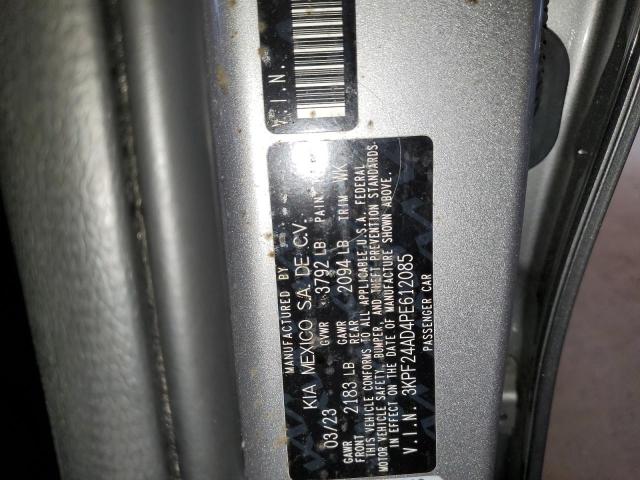 V.I.N.
MANUFACTURED BY
KIA MEXICO S.A. DE C.V.
03/23 GVWR 3792 LB PAINT
GAWR FRONT 2183 LB GAWR REAR 2094 LB TRIM WK
THIS VEHICLE CONFORMS TO ALL APPLICABLE U.S.A. FEDERAL
MOTOR VEHICLE SAFETY, BUMPER, AND THEFT PREVENTION STANDARDS
IN EFFECT ON THE DATE OF MANUFACTURE SHOWN ABOVE.
V.I.N. 3KPF24AD4PE612085
PASSENGER CAR